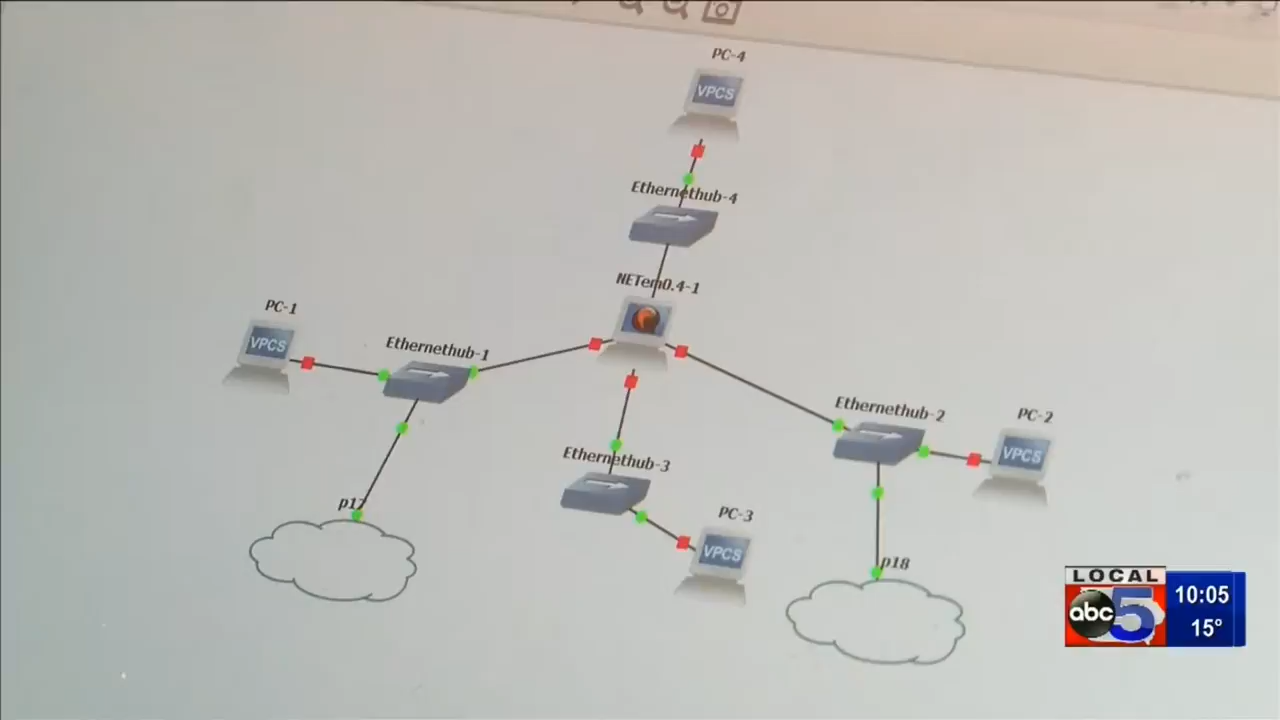 PC-4
VPCS
Ethernethub-4
NETem0.4-1
PC-1
VPCS
Ethernethub-1
Ethernethub-2
PC-2
VPCS
Ethernethub-3
p17
PC-3
VPCS
p18
LOCAL
abc 5
10:05
15°